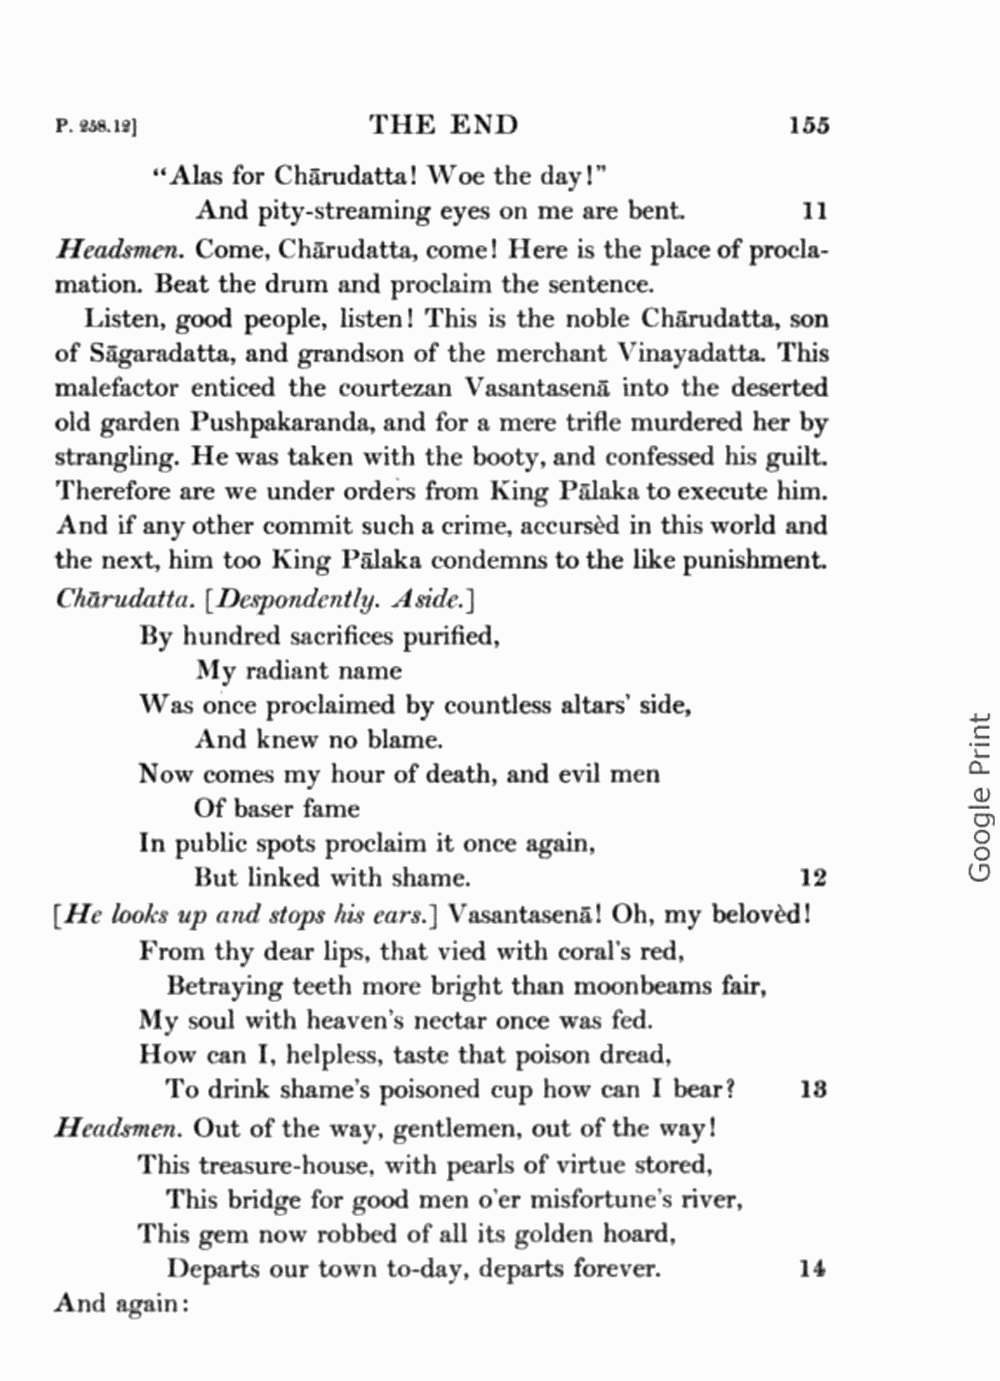 P. 258.12] THE END 155
“Alas for Chārudatta! Woe the day!”
And pity-streaming eyes on me are bent. 11
Headsmen. Come, Chārudatta, come! Here is the place of procla-
mation. Beat the drum and proclaim the sentence.
Listen, good people, listen! This is the noble Chārudatta, son
of Sāgaradatta, and grandson of the merchant Vinayadatta. This
malefactor enticed the courtezan Vasantasenā into the deserted
old garden Pushpakaranda, and for a mere trifle murdered her by
strangling. He was taken with the booty, and confessed his guilt.
Therefore are we under orders from King Pālaka to execute him.
And if any other commit such a crime, accursèd in this world and
the next, him too King Pālaka condemns to the like punishment.
Chārudatta. [Despondently. Aside.]
By hundred sacrifices purified,
My radiant name
Was once proclaimed by countless altars' side,
And knew no blame.
Now comes my hour of death, and evil men
Of baser fame
In public spots proclaim it once again,
But linked with shame. 12
[He looks up and stops his ears.] Vasantasenā! Oh, my belovèd!
From thy dear lips, that vied with coral's red,
Betraying teeth more bright than moonbeams fair,
My soul with heaven's nectar once was fed.
How can I, helpless, taste that poison dread,
To drink shame's poisoned cup how can I bear? 13
Headsmen. Out of the way, gentlemen, out of the way!
This treasure-house, with pearls of virtue stored,
This bridge for good men o'er misfortune's river,
This gem now robbed of all its golden hoard,
Departs our town to-day, departs forever. 14
And again:
Google Print